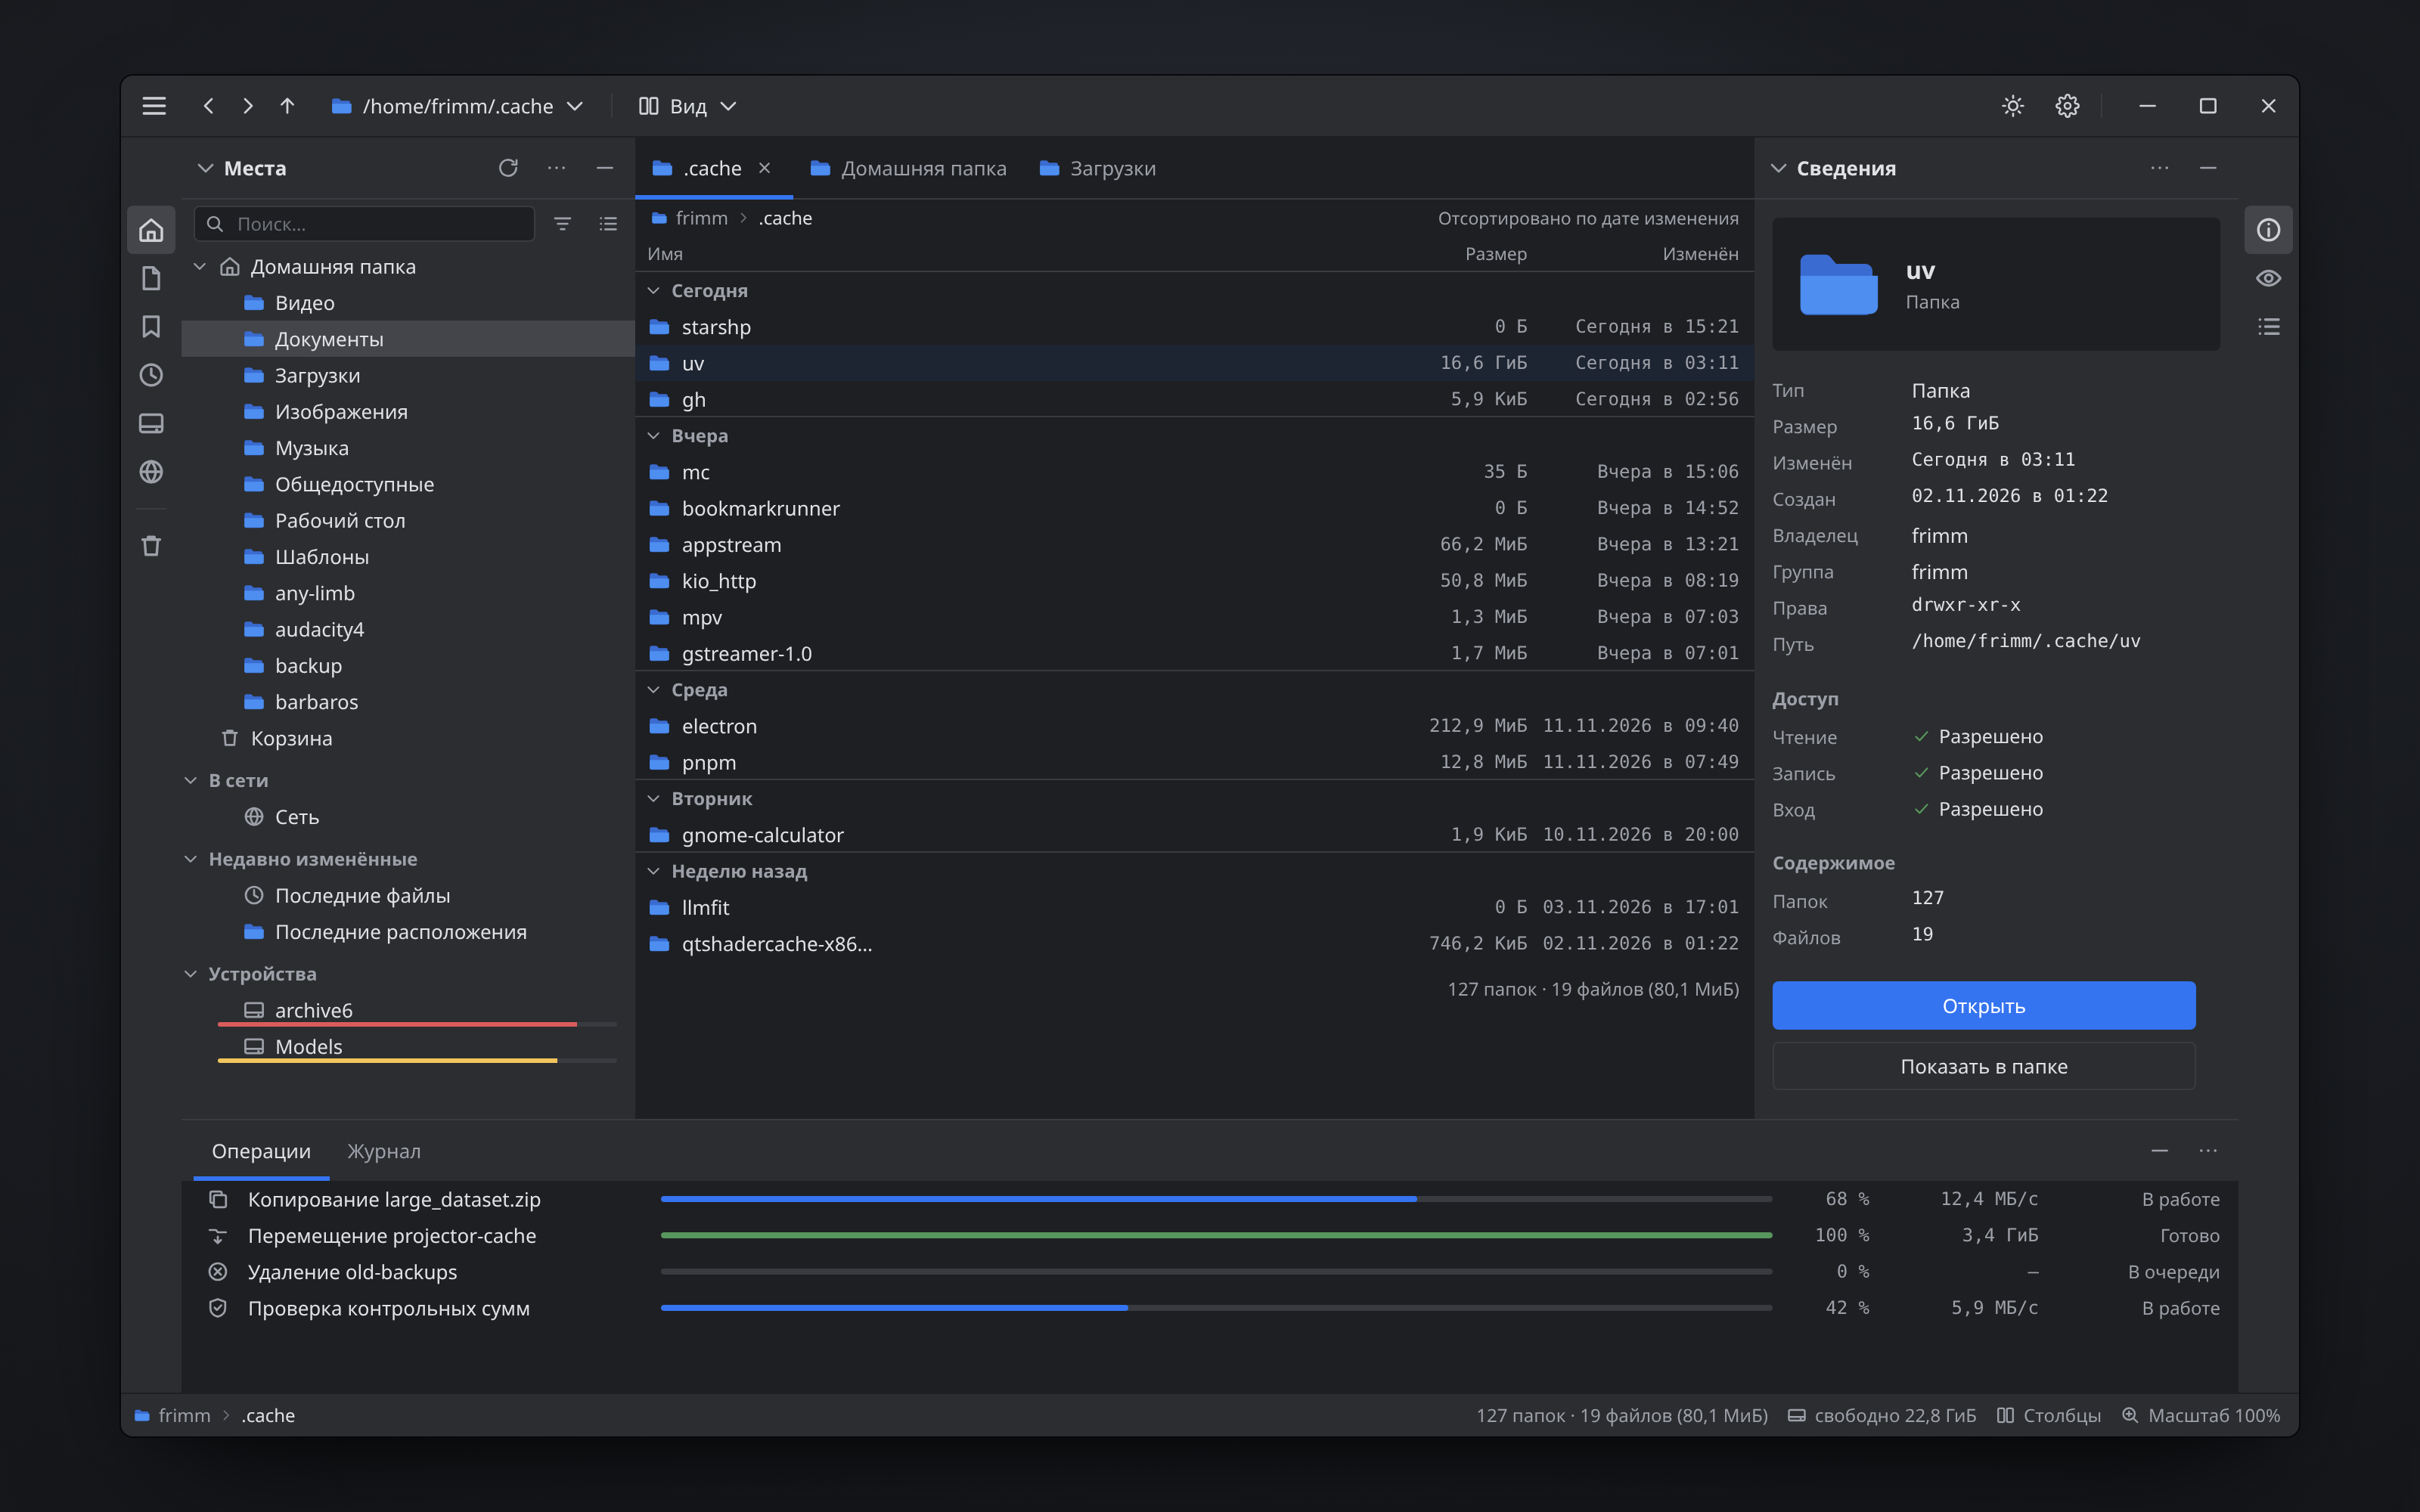 /home/frimm/.cache Вид
Места
Поиск...
Домашняя папка
Видео
Документы
Загрузки
Изображения
Музыка
Общедоступные
Рабочий стол
Шаблоны
any-limb
audacity4
backup
barbaros
Корзина
В сети
Сеть
Недавно изменённые
Последние файлы
Последние расположения
Устройства
archive6
Models
.cache Домашняя папка Загрузки
frimm .cache Отсортировано по дате изменения
Имя Размер Изменён
Сегодня
starshp 0 Б Сегодня в 15:21
uv 16,6 ГиБ Сегодня в 03:11
gh 5,9 КиБ Сегодня в 02:56
Вчера
mc 35 Б Вчера в 15:06
bookmarkrunner 0 Б Вчера в 14:52
appstream 66,2 МиБ Вчера в 13:21
kio_http 50,8 МиБ Вчера в 08:19
mpv 1,3 МиБ Вчера в 07:03
gstreamer-1.0 1,7 МиБ Вчера в 07:01
Среда
electron 212,9 МиБ 11.11.2026 в 09:40
pnpm 12,8 МиБ 11.11.2026 в 07:49
Вторник
gnome-calculator 1,9 КиБ 10.11.2026 в 20:00
Неделю назад
llmfit 0 Б 03.11.2026 в 17:01
qtshadercache-x86... 746,2 КиБ 02.11.2026 в 01:22
127 папок · 19 файлов (80,1 МиБ)
Сведения
uv
Папка
Тип Папка
Размер 16,6 ГиБ
Изменён Сегодня в 03:11
Создан 02.11.2026 в 01:22
Владелец frimm
Группа frimm
Права drwxr-xr-x
Путь /home/frimm/.cache/uv
Доступ
Чтение Разрешено
Запись Разрешено
Вход Разрешено
Содержимое
Папок 127
Файлов 19
Открыть
Показать в папке
Операции Журнал
Копирование large_dataset.zip 68 % 12,4 МБ/с В работе
Перемещение projector-cache 100 % 3,4 ГиБ Готово
Удаление old-backups 0 % — В очереди
Проверка контрольных сумм 42 % 5,9 МБ/с В работе
frimm .cache 127 папок · 19 файлов (80,1 МиБ) свободно 22,8 ГиБ Столбцы Масштаб 100%